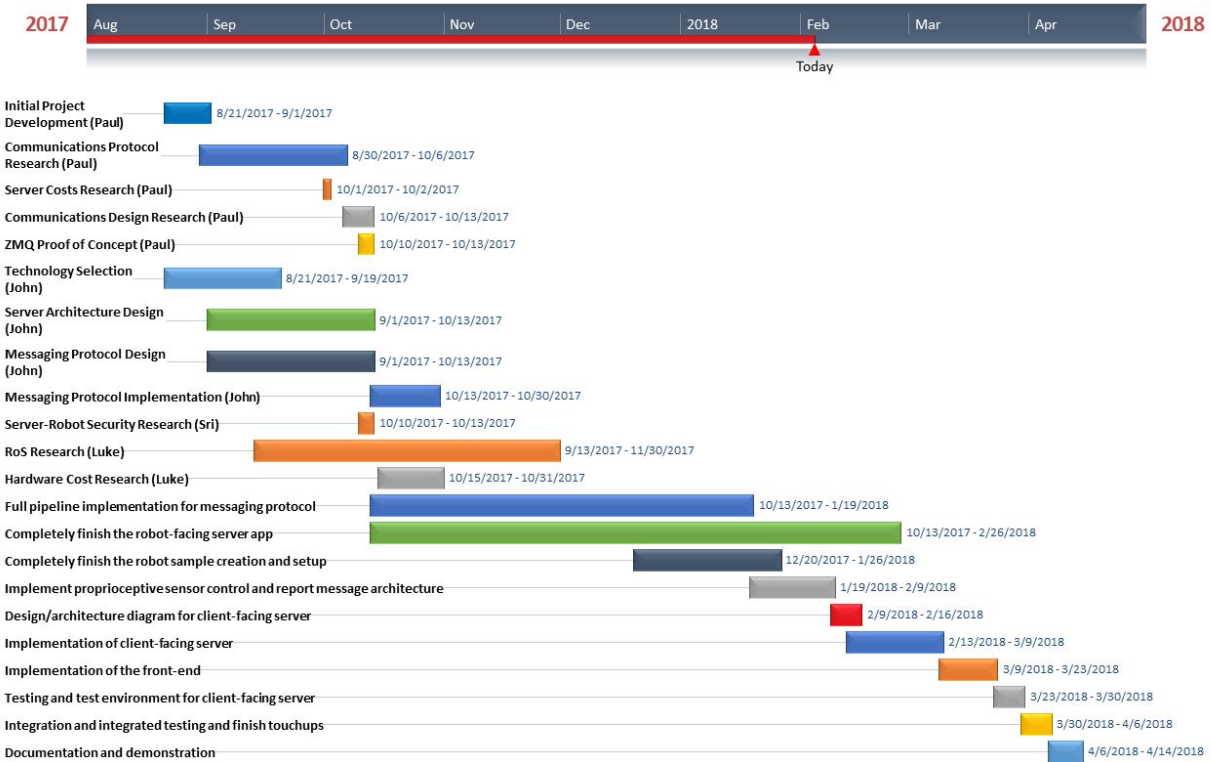 2017 Aug Sep Oct Nov Dec 2018 Feb Mar Apr 2018
Today
Initial Project
Development (Paul)
8/21/2017 - 9/1/2017
Communications Protocol
Research (Paul)
8/30/2017 - 10/6/2017
Server Costs Research (Paul) 10/1/2017 - 10/2/2017
Communications Design Research (Paul) 10/6/2017 - 10/13/2017
ZMQ Proof of Concept (Paul) 10/10/2017 - 10/13/2017
Technology Selection
(John)
8/21/2017 - 9/19/2017
Server Architecture Design
(John)
9/1/2017 - 10/13/2017
Messaging Protocol Design
(John)
9/1/2017 - 10/13/2017
Messaging Protocol Implementation (John) 10/13/2017 - 10/30/2017
Server-Robot Security Research (Sri) 10/10/2017 - 10/13/2017
RoS Research (Luke) 9/13/2017 - 11/30/2017
Hardware Cost Research (Luke) 10/15/2017 - 10/31/2017
Full pipeline implementation for messaging protocol 10/13/2017 - 1/19/2018
Completely finish the robot-facing server app 10/13/2017 - 2/26/2018
Completely finish the robot sample creation and setup 12/20/2017 - 1/26/2018
Implement proprioceptive sensor control and report message architecture 1/19/2018 - 2/9/2018
Design/architecture diagram for client-facing server 2/9/2018 - 2/16/2018
Implementation of client-facing server 2/13/2018 - 3/9/2018
Implementation of the front-end 3/9/2018 - 3/23/2018
Testing and test environment for client-facing server 3/23/2018 - 3/30/2018
Integration and integrated testing and finish touchups 3/30/2018 - 4/6/2018
Documentation and demonstration 4/6/2018 - 4/14/2018